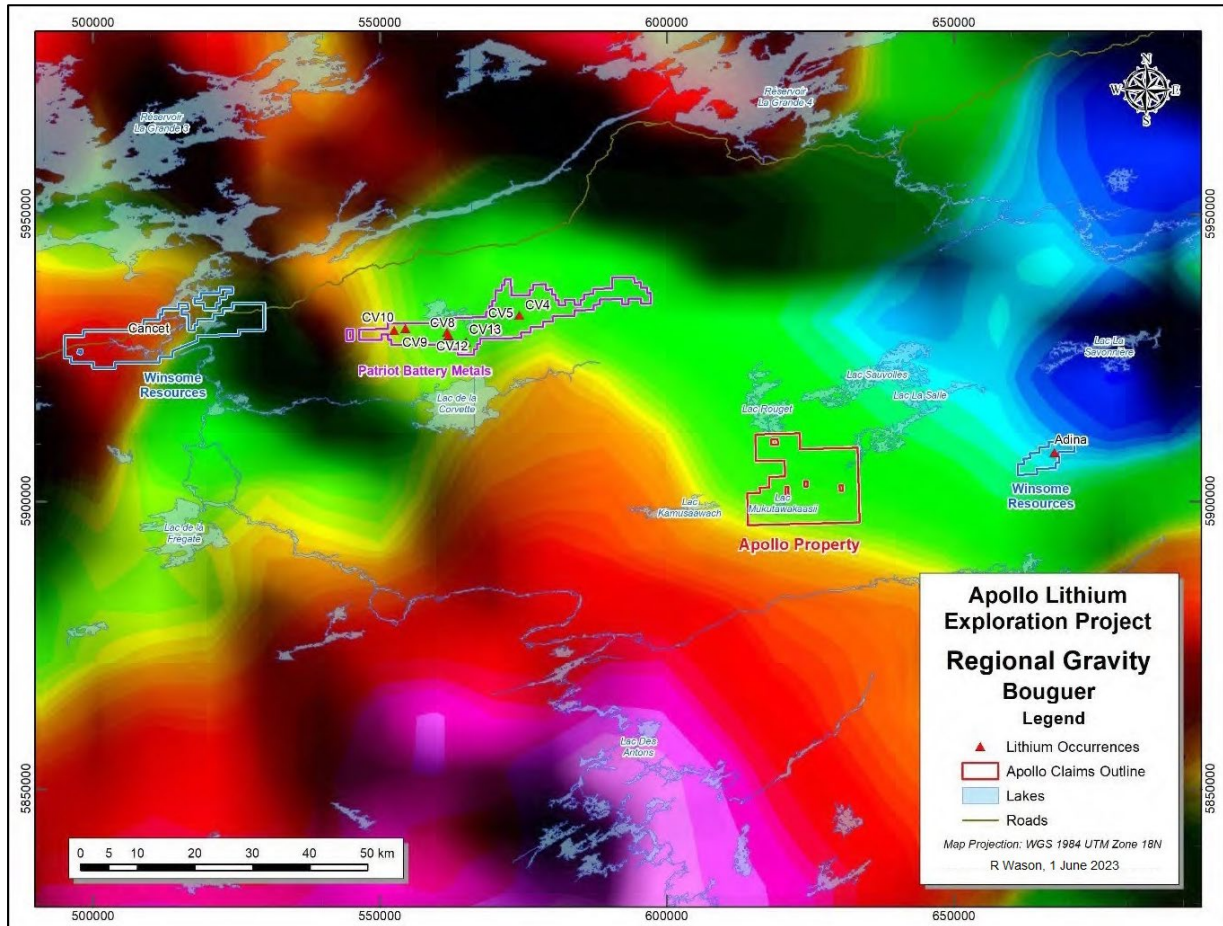 500000
550000
600000
650000
Réservoir
La Grande 3
Réservoir
La Grande 4
5950000
5950000
CV5
CV4
CV10
CV8
CV13
CV9
CV12
Cancet
Winsome
Resources
Patriot Battery Metals
Lac de la
Corvette
Lac La
Savonnière
Lac Sauvolles
Lac La Salle
Lac Rouget
Adina
Winsome
Resources
5900000
5900000
Lac
Kamusaawach
Lac
Mukutawakaasii
Lac de la
Frégate
Apollo Property
Lac Des
Antons
5850000
5850000
Apollo Lithium
Exploration Project
Regional Gravity
Bouguer
Legend
Lithium Occurrences
Apollo Claims Outline
Lakes
Roads
Map Projection: WGS 1984 UTM Zone 18N
R Wason, 1 June 2023
0 5 10 20 30 40 50 km
N
W E
S
500000
550000
600000
650000